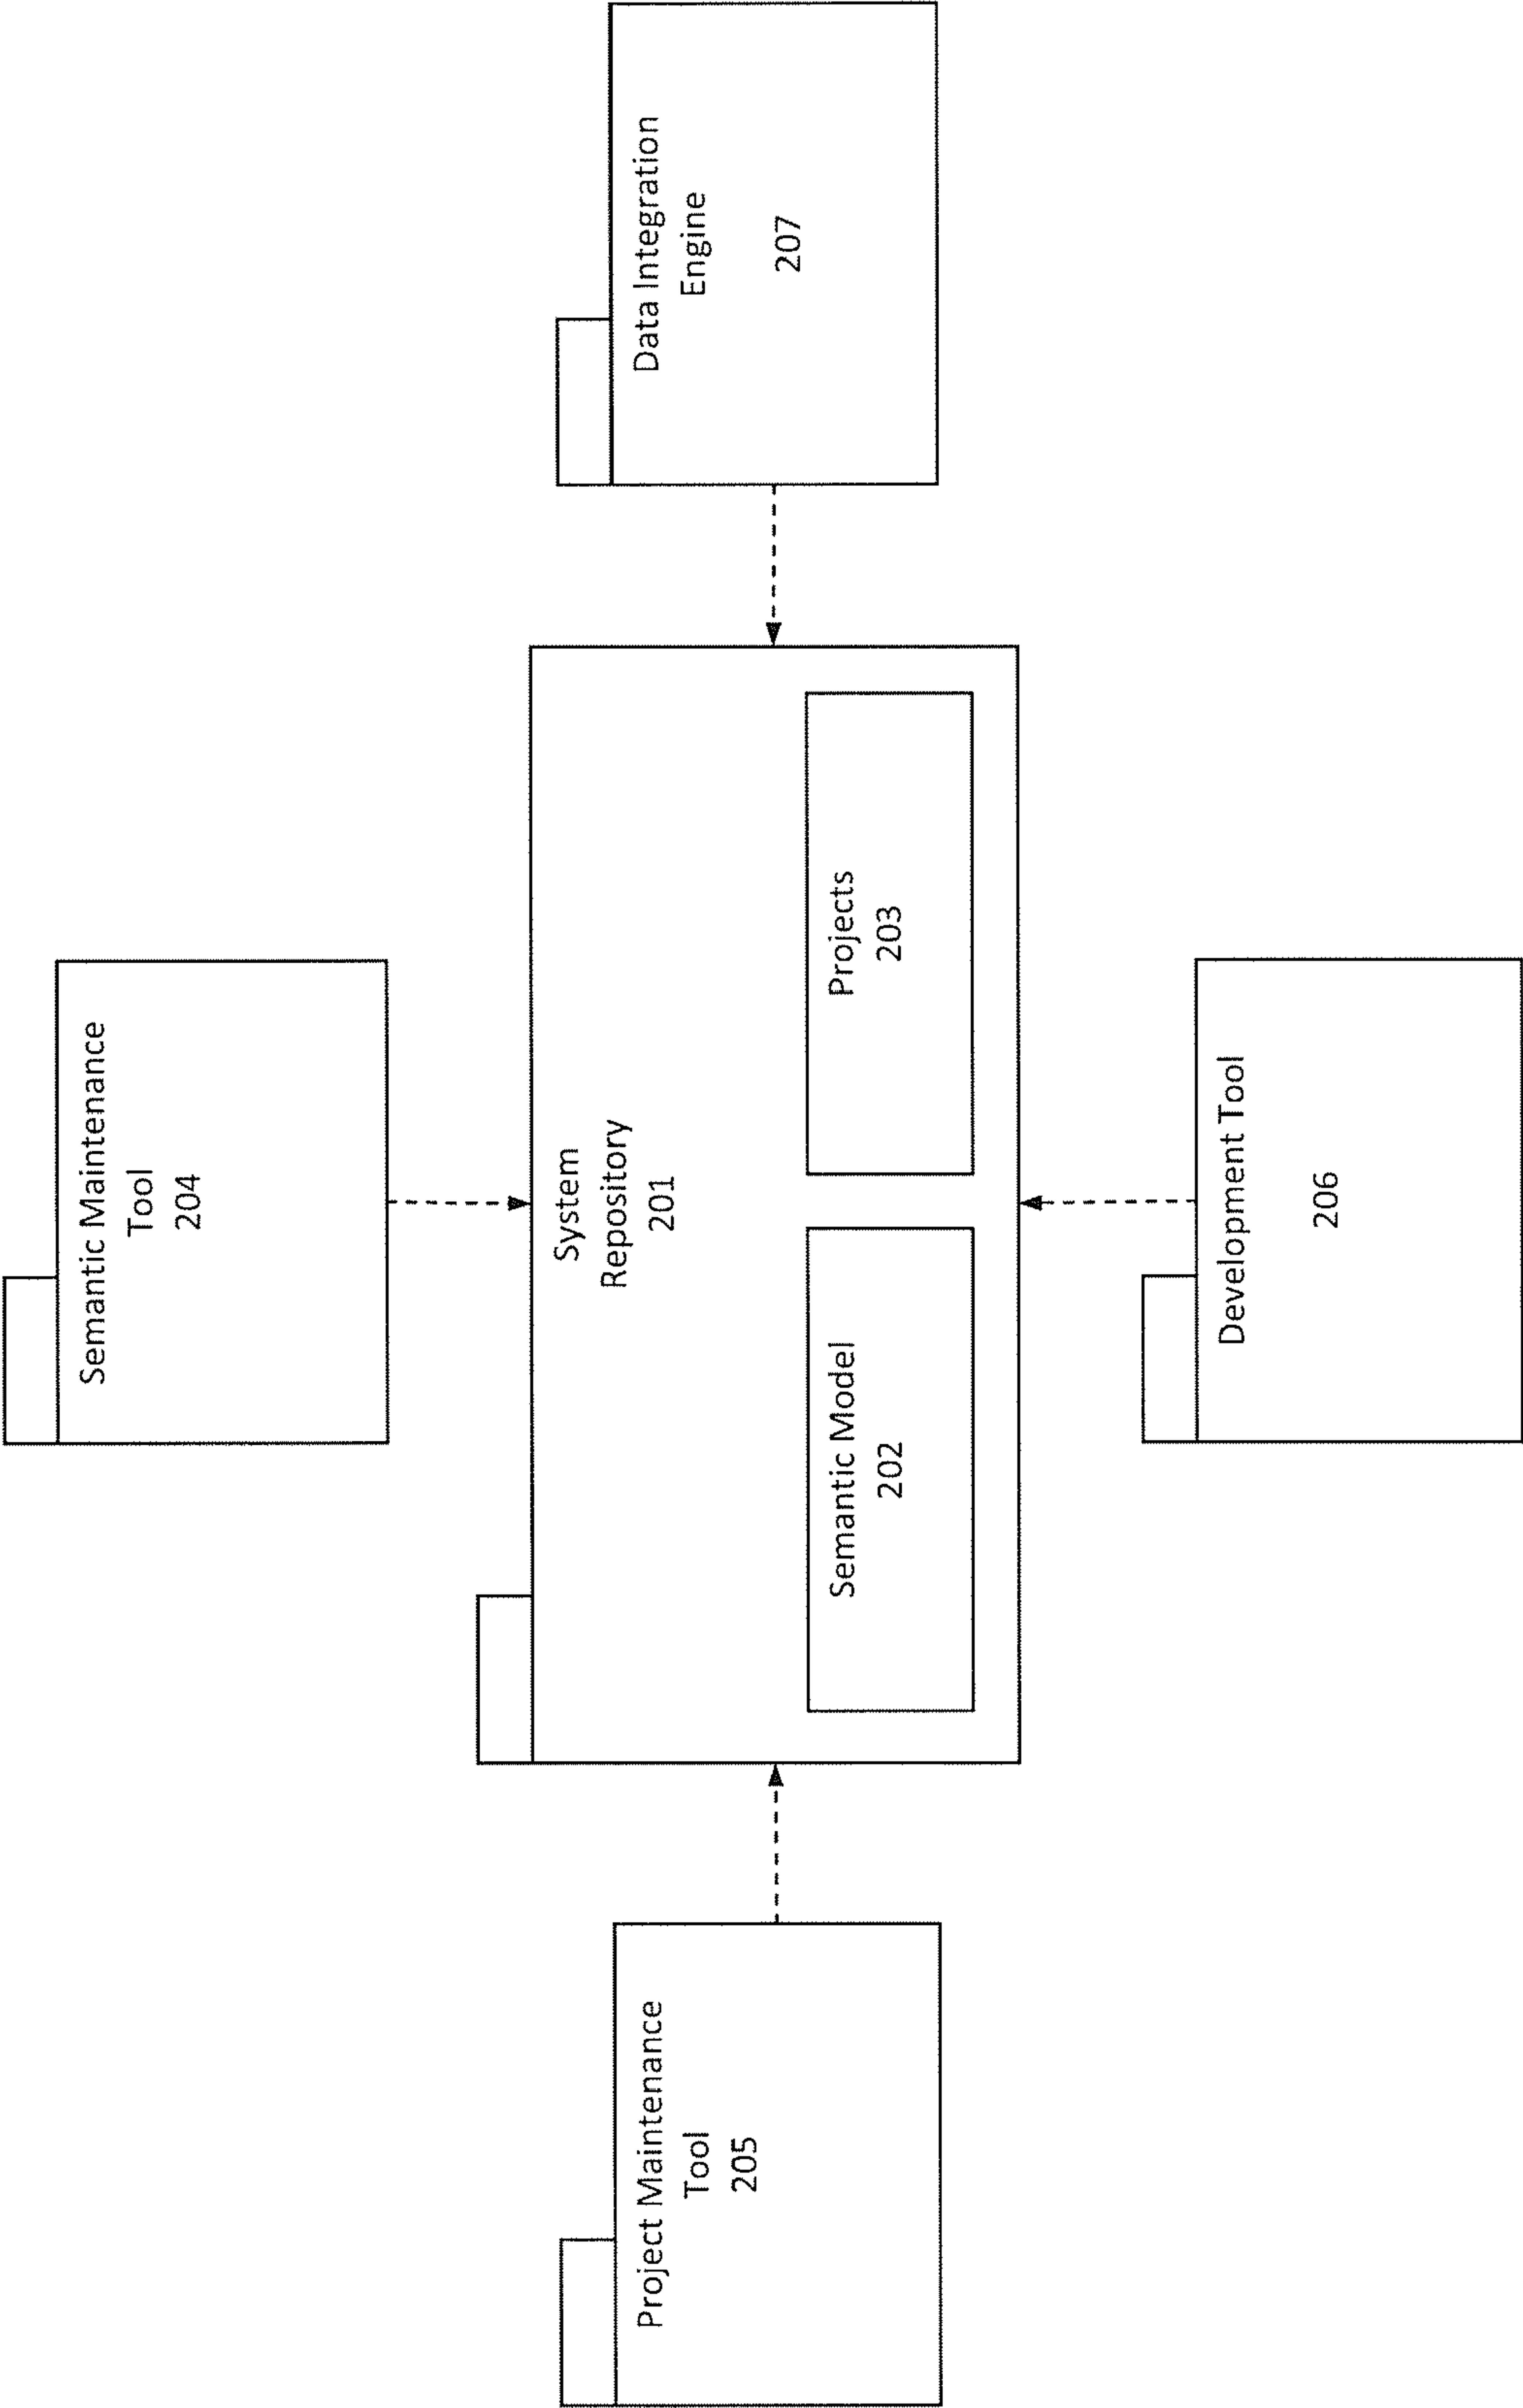 Semantic Maintenance
Tool
204
Project Maintenance
Tool
205
System
Repository
201
Semantic Model
202
Projects
203
Data Integration
Engine
207
Development Tool
206